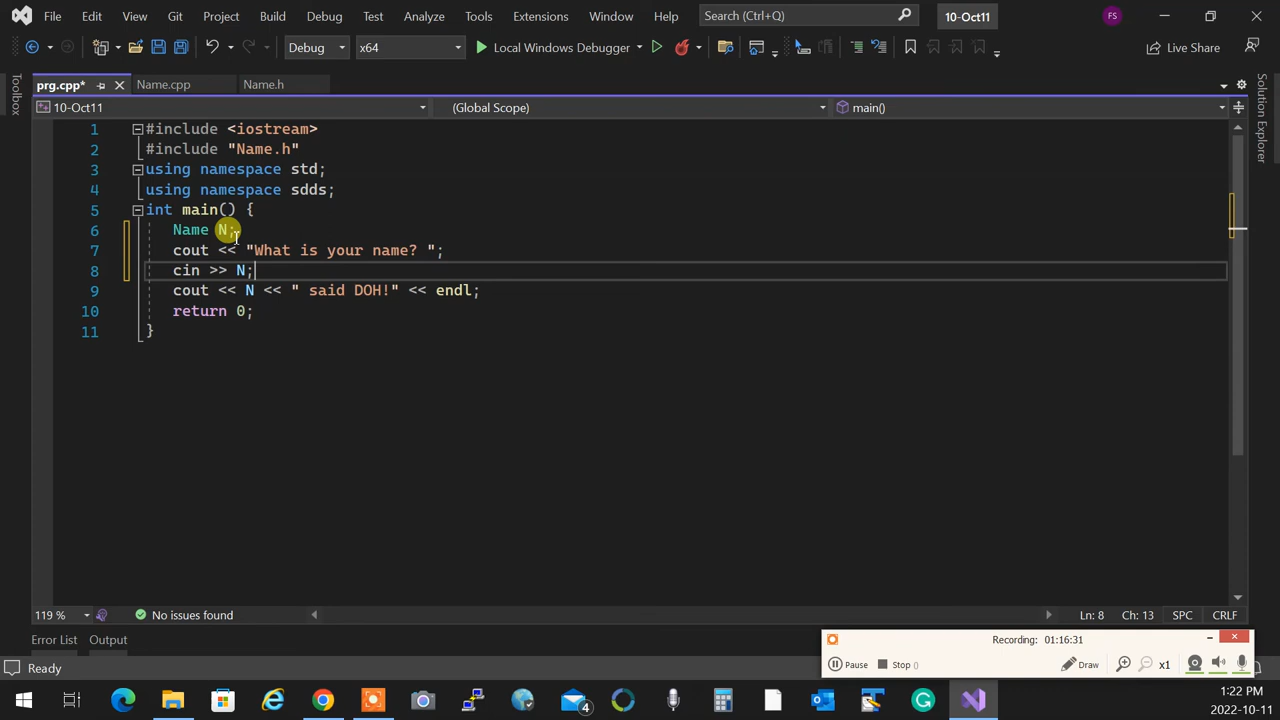 File Edit View Git Project Build Debug Test Analyze Tools Extensions Window Help Search (Ctrl+Q) 10-Oct11 FS
Debug x64 Local Windows Debugger Live Share
prg.cpp* Name.cpp Name.h
10-Oct11 (Global Scope) main()
Toolbox
Solution Explorer
1 #include <iostream>
2 #include "Name.h"
3 using namespace std;
4 using namespace sdds;
5 int main() {
6 Name N;
7 cout << "What is your name? ";
8 cin >> N;
9 cout << N << " said DOH!" << endl;
10 return 0;
11 }
119 % No issues found Ln: 8 Ch: 13 SPC CRLF
Error List Output
Recording: 01:16:31
Pause Stop () Draw x1
Ready
4
1:22 PM
2022-10-11